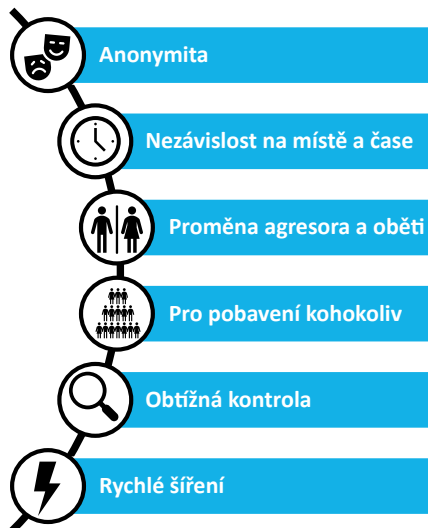 Anonymita
Nezávislost na místě a čase
Proměna agresora a oběti
Pro pobavení kohokoliv
Obtížná kontrola
Rychlé šíření